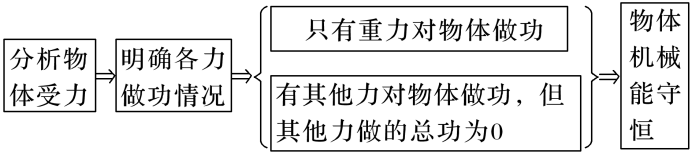 分析物
体受力
明确各力
做功情况
只有重力对物体做功
有其他力对物体做功，但
其他力做的总功为0
物体
机械
能守
恒